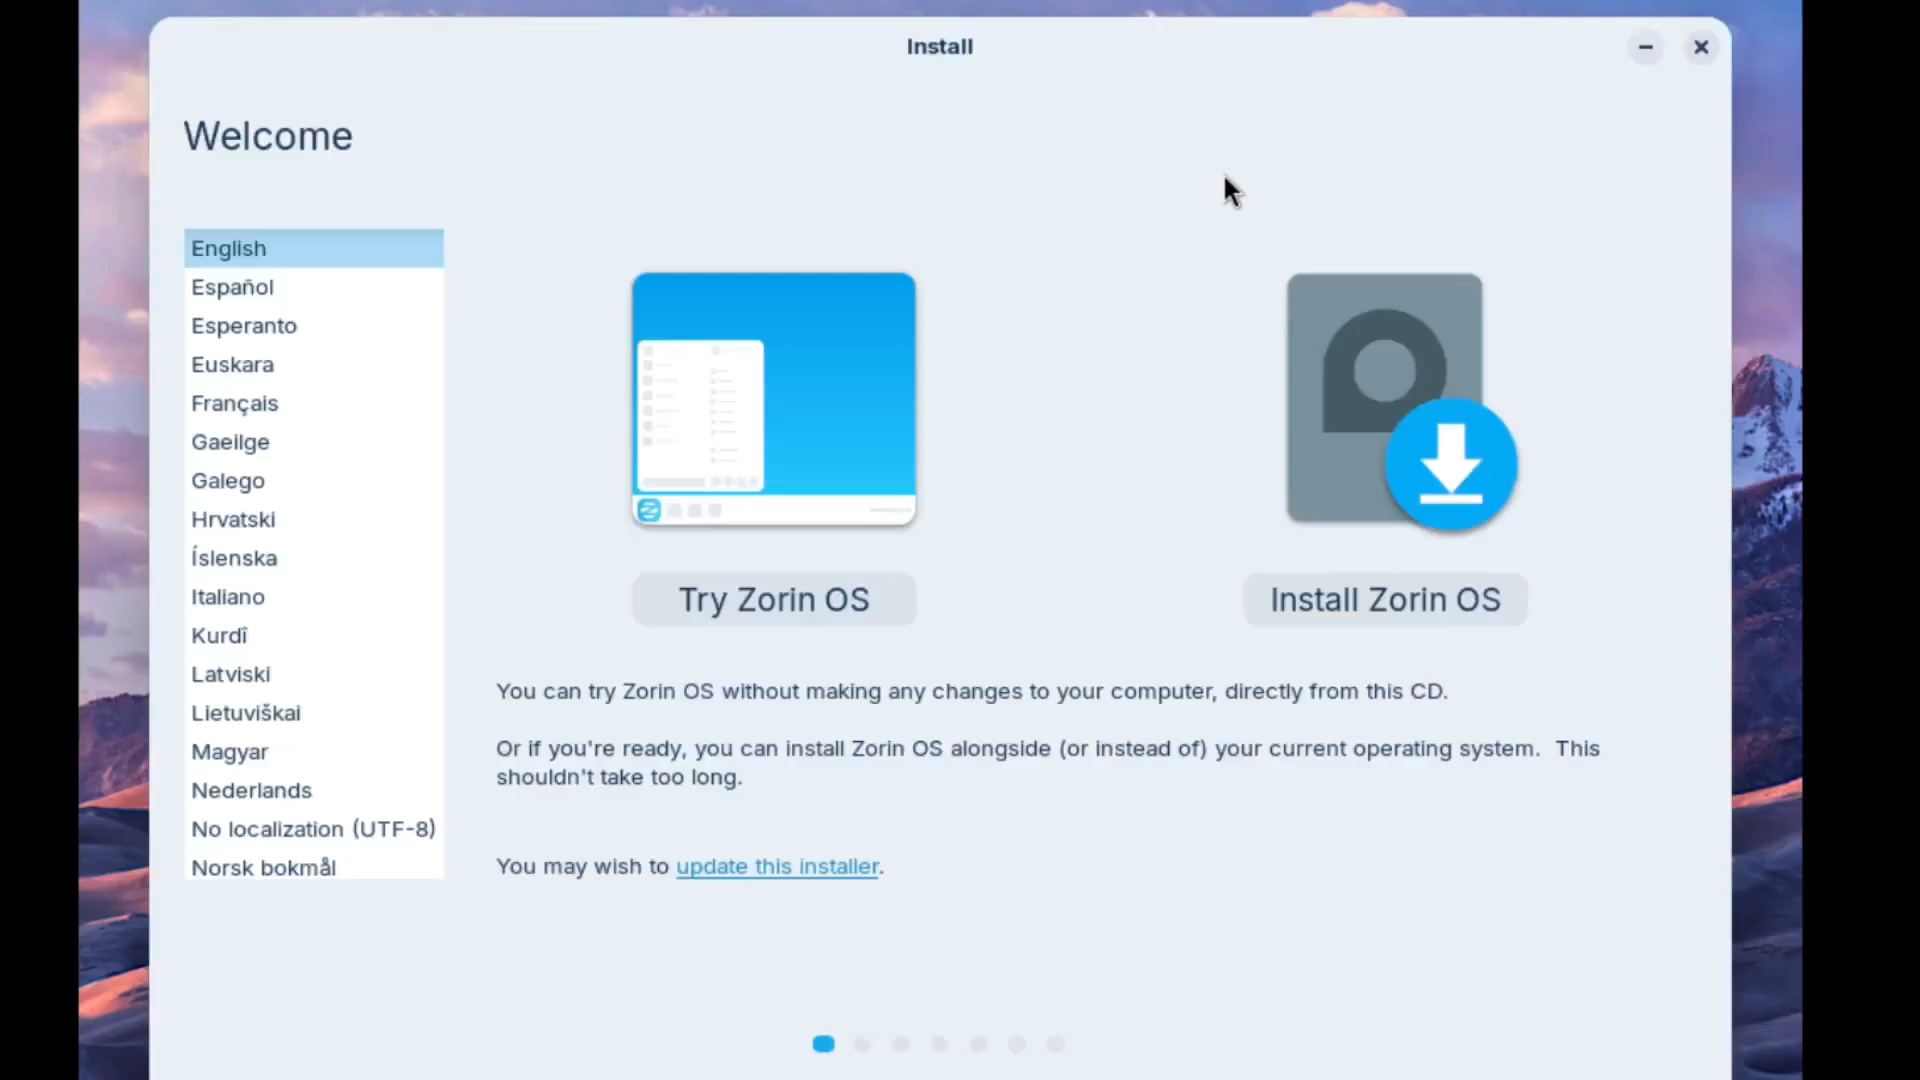 Install
Welcome
English
Español
Esperanto
Euskara
Français
Gaeilge
Galego
Hrvatski
Íslenska
Italiano
Kurdî
Latviski
Lietuviškai
Magyar
Nederlands
No localization (UTF-8)
Norsk bokmål
Try Zorin OS
Install Zorin OS
You can try Zorin OS without making any changes to your computer, directly from this CD.
Or if you're ready, you can install Zorin OS alongside (or instead of) your current operating system.  This
shouldn't take too long.
You may wish to update this installer.